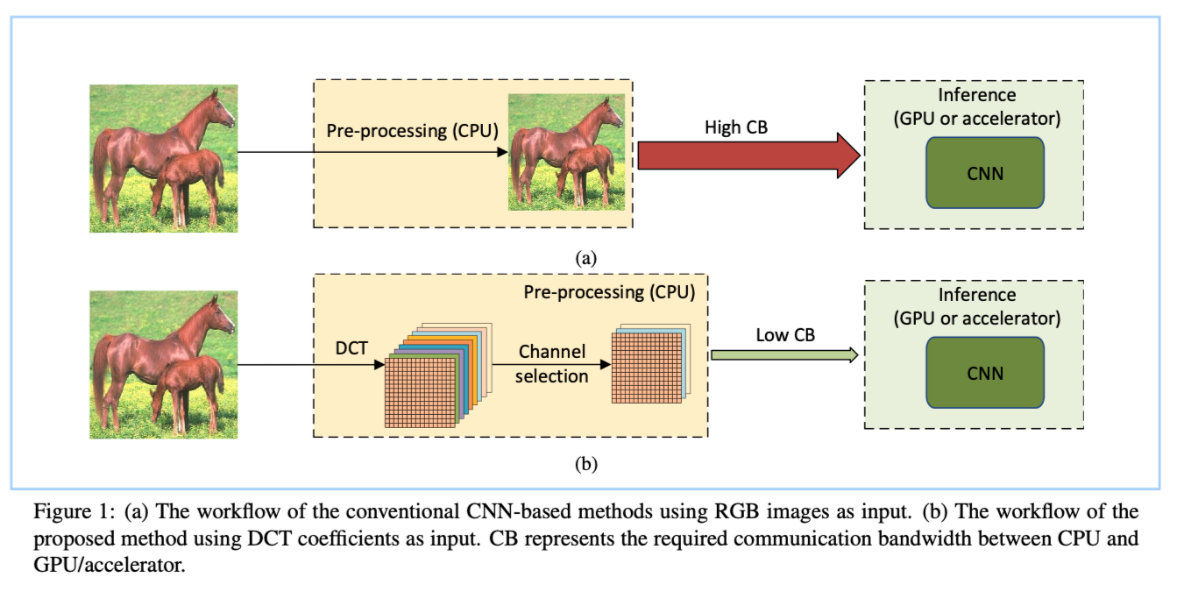 Pre-processing (CPU)
High CB
Inference
(GPU or accelerator)
CNN
(a)
Pre-processing (CPU)
DCT
Channel
selection
Low CB
Inference
(GPU or accelerator)
CNN
(b)
Figure 1: (a) The workflow of the conventional CNN-based methods using RGB images as input. (b) The workflow of the
proposed method using DCT coefficients as input. CB represents the required communication bandwidth between CPU and
GPU/accelerator.